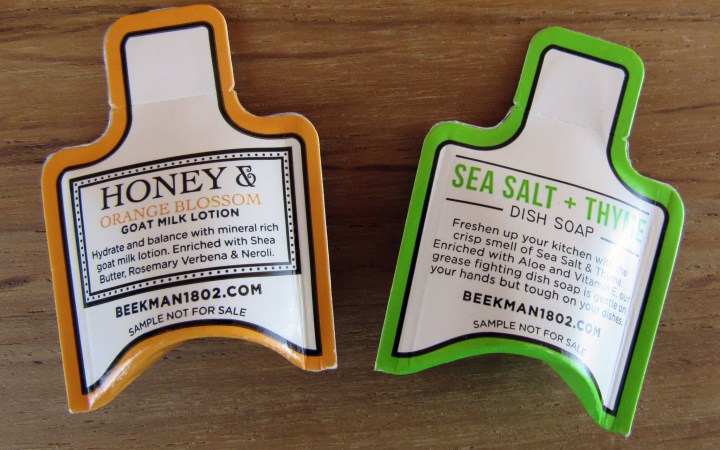 HONEY &
ORANGE BLOSSOM
GOAT MILK LOTION
Hydrate and balance with mineral rich
goat milk lotion. Enriched with Shea
Butter, Rosemary Verbena & Neroli.
BEEKMAN1802.COM
SAMPLE NOT FOR SALE
SEA SALT + THYME
DISH SOAP
Freshen up your kitchen with the
crisp smell of Sea Salt & Thyme.
Enriched with Aloe and Vitamin E, our
grease fighting dish soap is gentle on
your hands but tough on your dishes.
BEEKMAN1802.COM
SAMPLE NOT FOR SALE